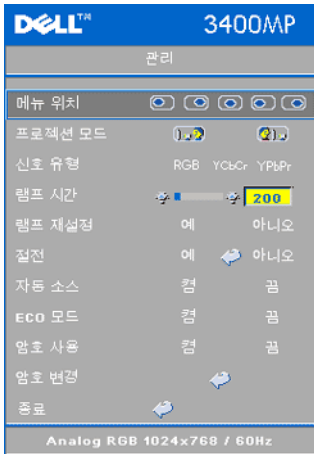 DELL™ 3400MP
관리
메뉴 위치
프로젝션 모드
신호 유형 RGB YCbCr YPbPr
램프 시간 200
램프 재설정 예 아니오
절전 예 아니오
자동 소스 켬 끔
ECO 모드 켬 끔
암호 사용 켬 끔
암호 변경
종료
Analog RGB 1024x768 / 60Hz